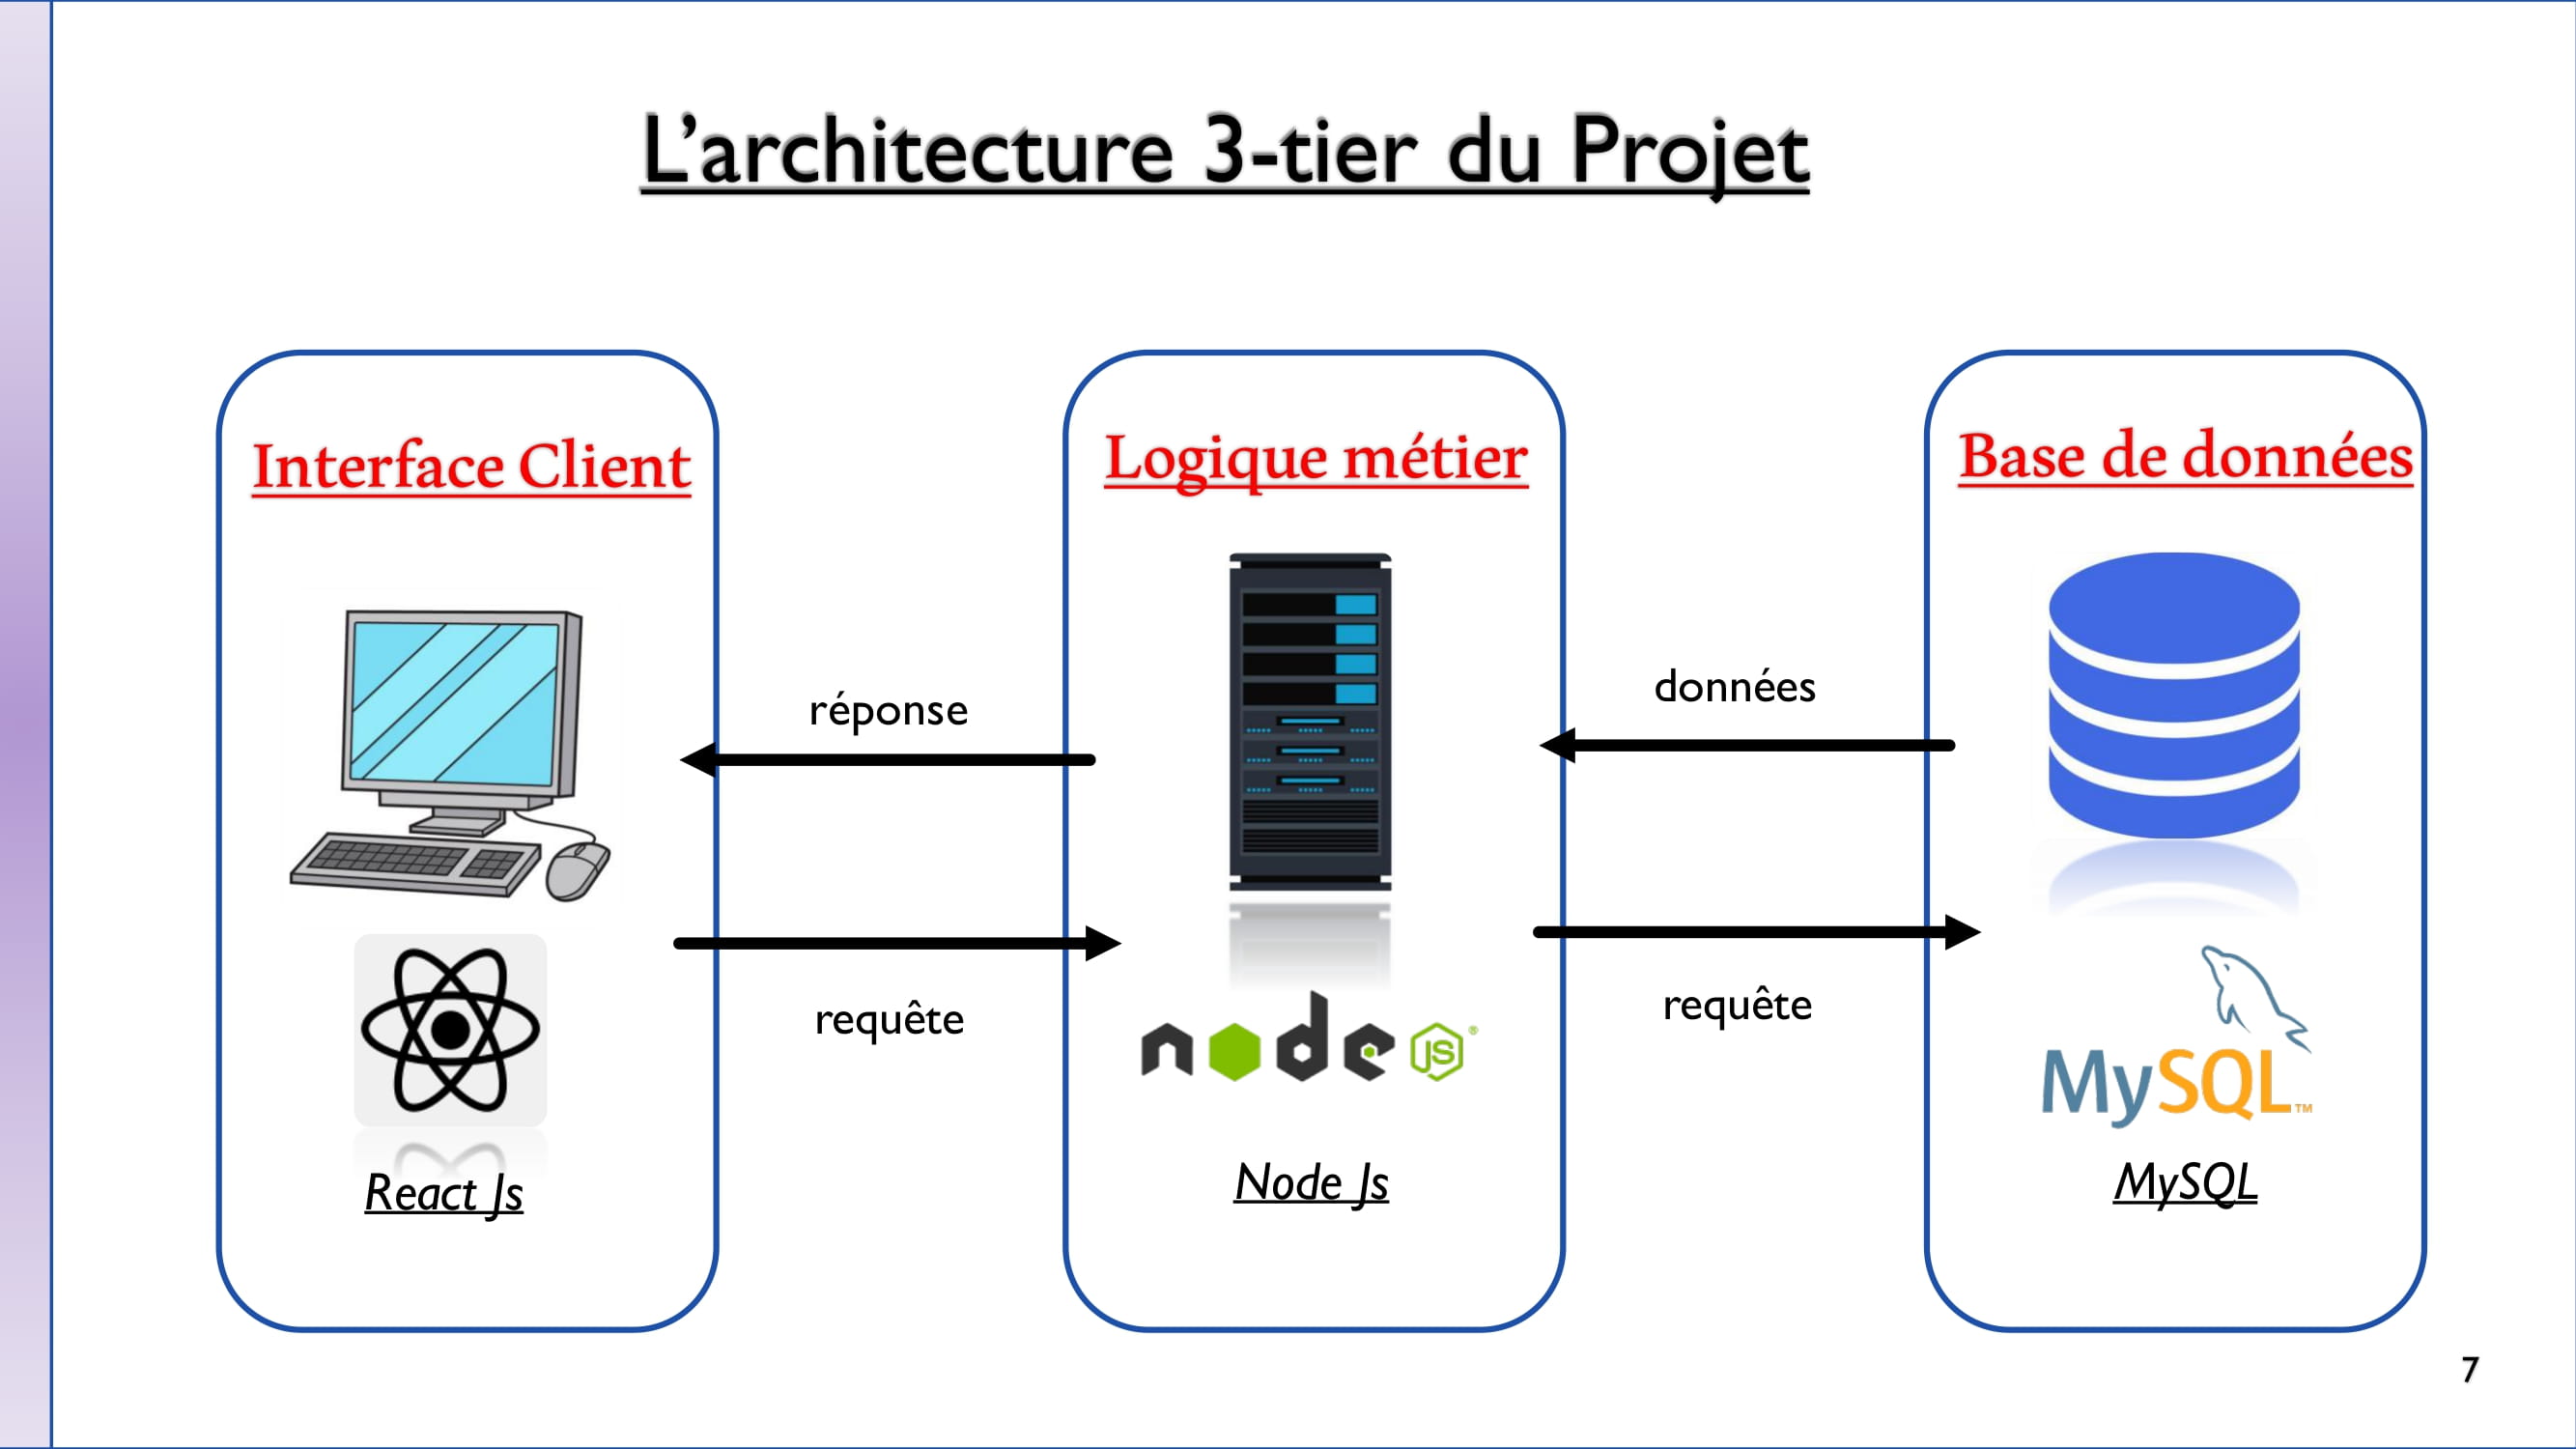 L'architecture 3-tier du Projet
Interface Client
Logique métier
Base de données
réponse
données
requête
requête
node JS ®
MySQL™
React Js
Node Js
MySQL
7